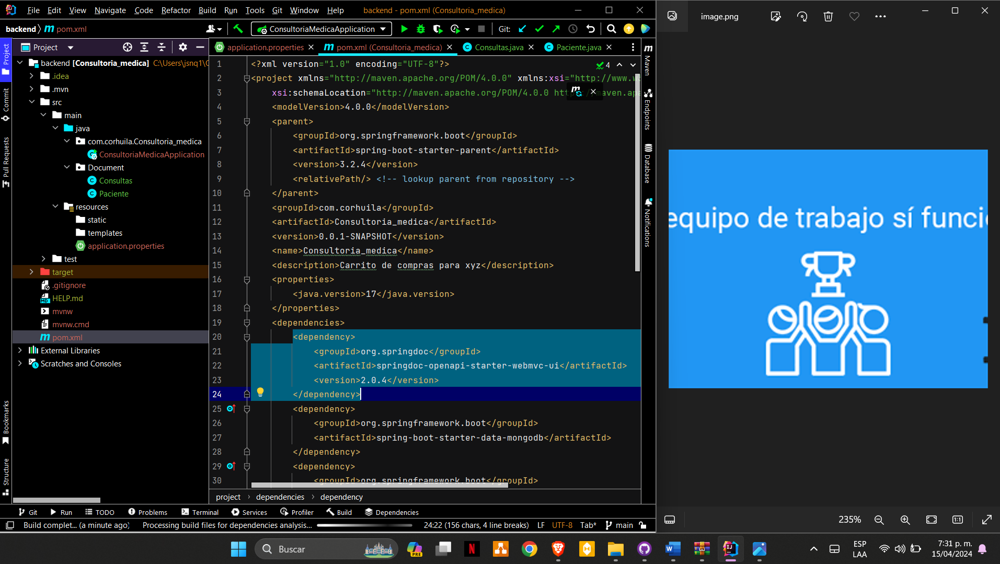 File Edit View Navigate Code Refactor Build Run Tools Git Window Help
backend - pom.xml (Consultoria_medica)
backend pom.xml
ConsultoriaMedicaApplication
Git:
Project
application.properties
pom.xml (Consultoria_medica)
Consultas.java
Paciente.java
Project
Commit
Pull Requests
Bookmarks
Structure
backend [Consultoria_medica] C:\Users\jsnq1\
.idea
.mvn
src
main
java
com.corhuila.Consultoria_medica
ConsultoriaMedicaApplication
Document
Consultas
Paciente
resources
static
templates
application.properties
test
target
.gitignore
HELP.md
mvnw
mvnw.cmd
pom.xml
External Libraries
Scratches and Consoles
4
1 <?xml version="1.0" encoding="UTF-8"?>
2 <project xmlns="http://maven.apache.org/POM/4.0.0" xmlns:xsi="http://www.w
3 xsi:schemaLocation="http://maven.apache.org/POM/4.0.0 htt maven.apa
4 <modelVersion>4.0.0</modelVersion>
5 <parent>
6 <groupId>org.springframework.boot</groupId>
7 <artifactId>spring-boot-starter-parent</artifactId>
8 <version>3.2.4</version>
9 <relativePath/> <!-- lookup parent from repository -->
10 </parent>
11 <groupId>com.corhuila</groupId>
12 <artifactId>Consultoria_medica</artifactId>
13 <version>0.0.1-SNAPSHOT</version>
14 <name>Consultoria_medica</name>
15 <description>Carrito de compras para xyz</description>
16 <properties>
17 <java.version>17</java.version>
18 </properties>
19 <dependencies>
20 <dependency>
21 <groupId>org.springdoc</groupId>
22 <artifactId>springdoc-openapi-starter-webmvc-ui</artifactId>
23 <version>2.0.4</version>
24 </dependency>
25 <dependency>
26 <groupId>org.springframework.boot</groupId>
27 <artifactId>spring-boot-starter-data-mongodb</artifactId>
28 </dependency>
29 <dependency>
30 <groupId>org.springframework.boot</groupId>
project dependencies dependency
Maven
Endpoints
Database
Notifications
Git Run TODO Problems Terminal Services Profiler Build Dependencies
Build complet... (a minute ago) Processing build files for dependencies analysis... 24:22 (156 chars, 4 line breaks) LF UTF-8 Tab* main
image.png
equipo de trabajo sí funci
235%
1:1
Buscar
PRE
ESP
LAA
7:31 p. m.
15/04/2024